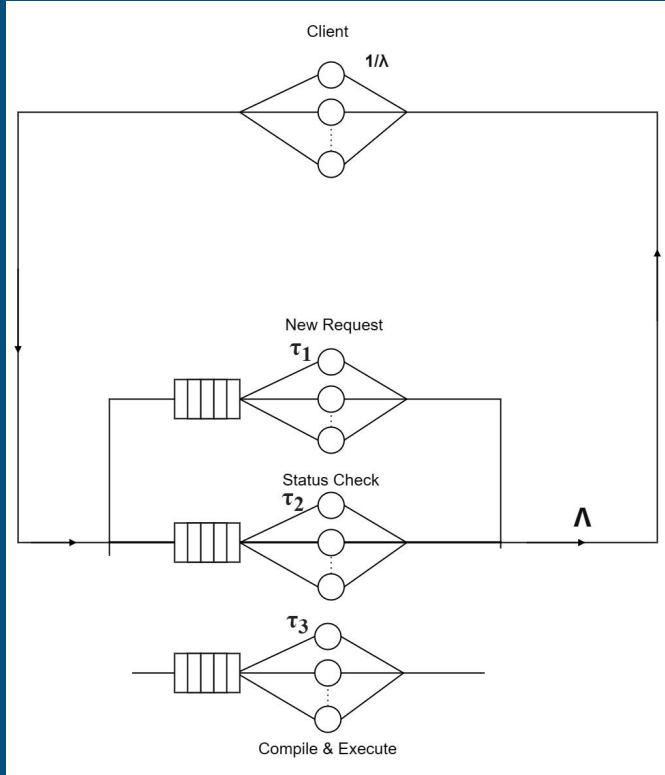 Client
1/λ
New Request
τ1
Status Check
τ2
Λ
τ3
Compile & Execute